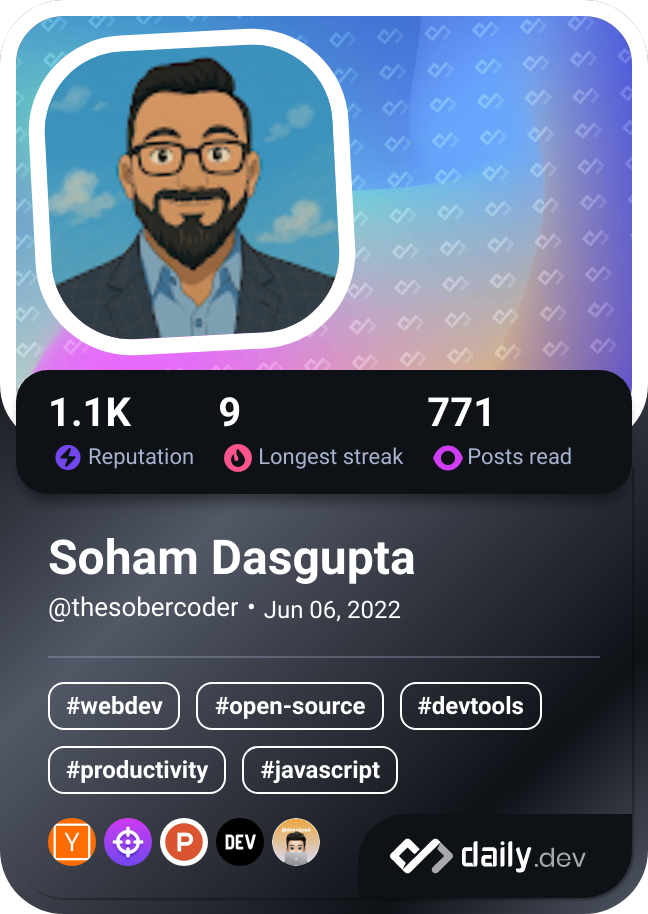 1.1K 9 771
Reputation Longest streak Posts read
Soham Dasgupta
@thesobercoder • Jun 06, 2022
#webdev #open-source #devtools
#productivity #javascript
Y P DEV
daily.dev